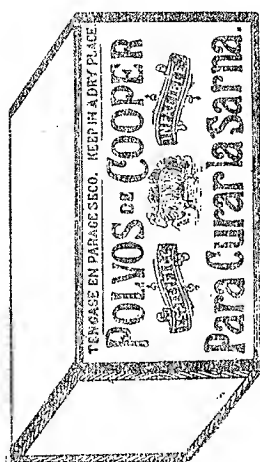 TENGASE EN PARAGE SECO. KEEP IN A DRY PLACE
POLVOS DE COOPER
Para Curar la Sarna.